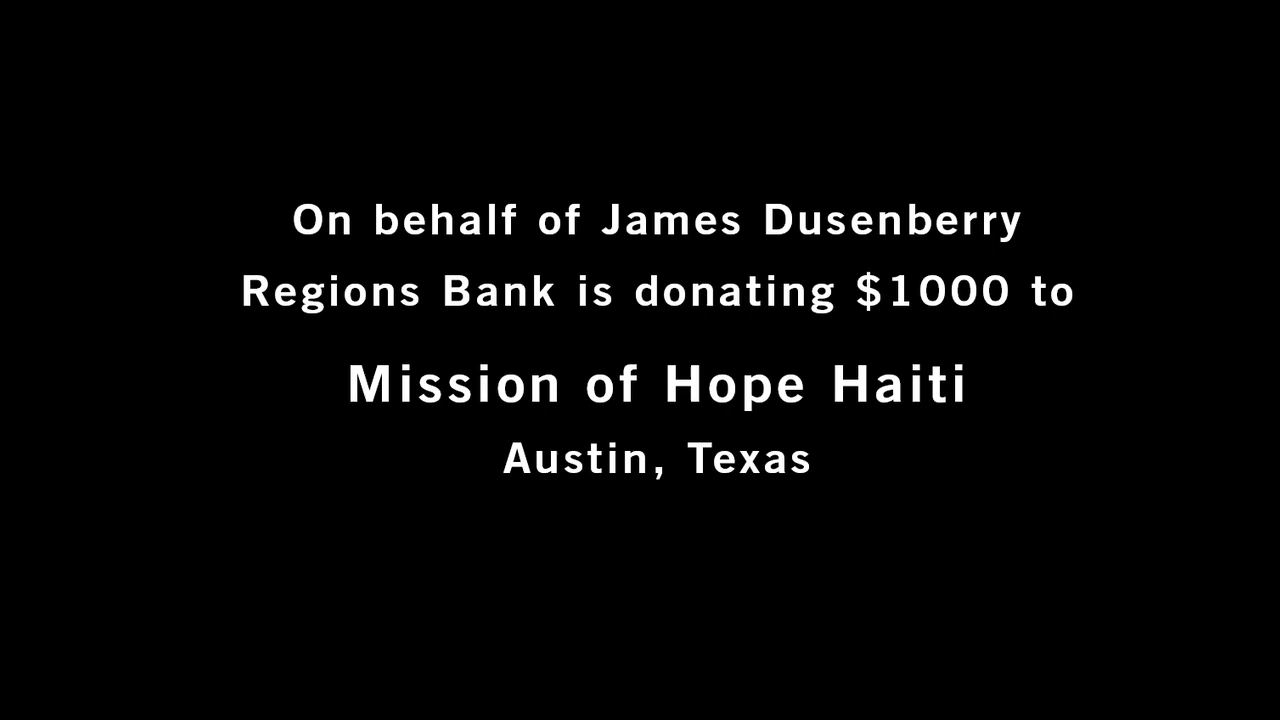 On behalf of James Dusenberry
Regions Bank is donating $1000 to
Mission of Hope Haiti
Austin, Texas